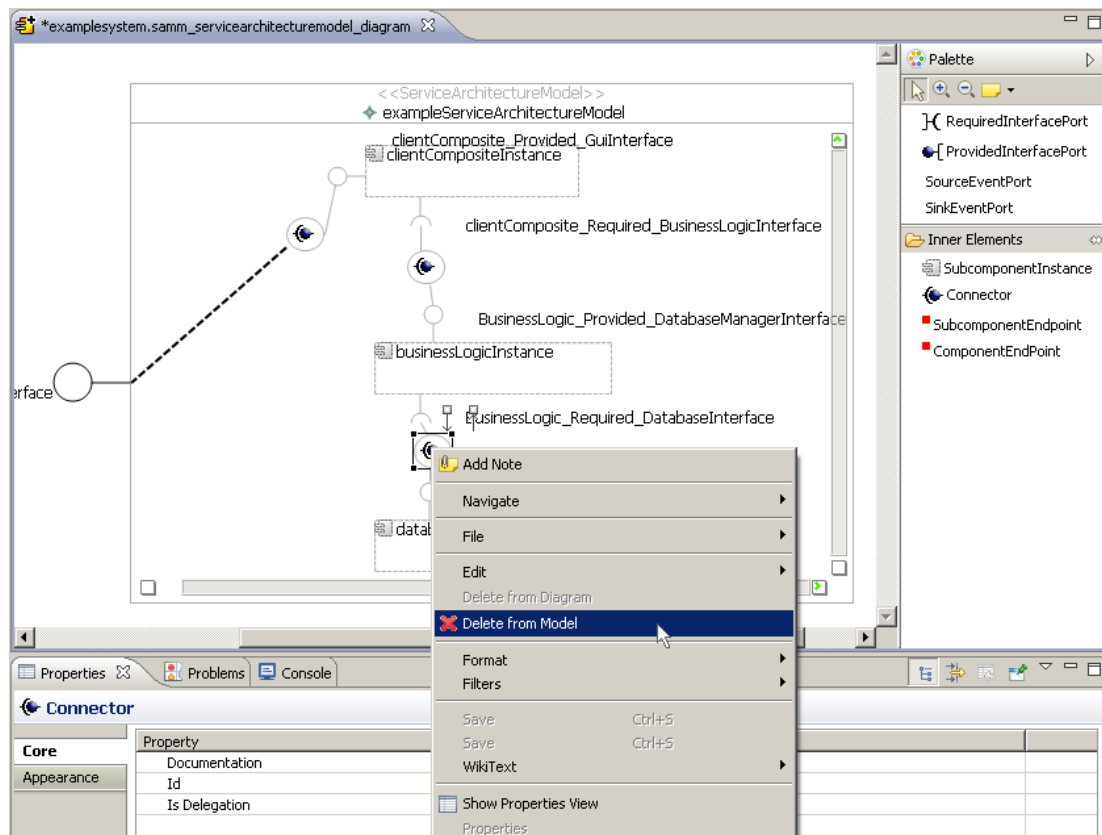 *examplesystem.samm_servicearchitecturemodel_diagram
<<ServiceArchitectureModel>>
exampleServiceArchitectureModel
clientComposite_Provided_GuiInterface
clientCompositeInstance
clientComposite_Required_BusinessLogicInterface
BusinessLogic_Provided_DatabaseManagerInterface
businessLogicInstance
erface
BusinessLogic_Required_DatabaseInterface
datab
Palette
RequiredInterfacePort
ProvidedInterfacePort
SourceEventPort
SinkEventPort
Inner Elements
SubcomponentInstance
Connector
SubcomponentEndpoint
ComponentEndPoint
Add Note
Navigate
File
Edit
Delete from Diagram
Delete from Model
Format
Filters
Save Ctrl+S
Save Ctrl+S
WikiText
Show Properties View
Properties
Properties Problems Console
Connector
Core
Appearance
Property
Documentation
Id
Is Delegation